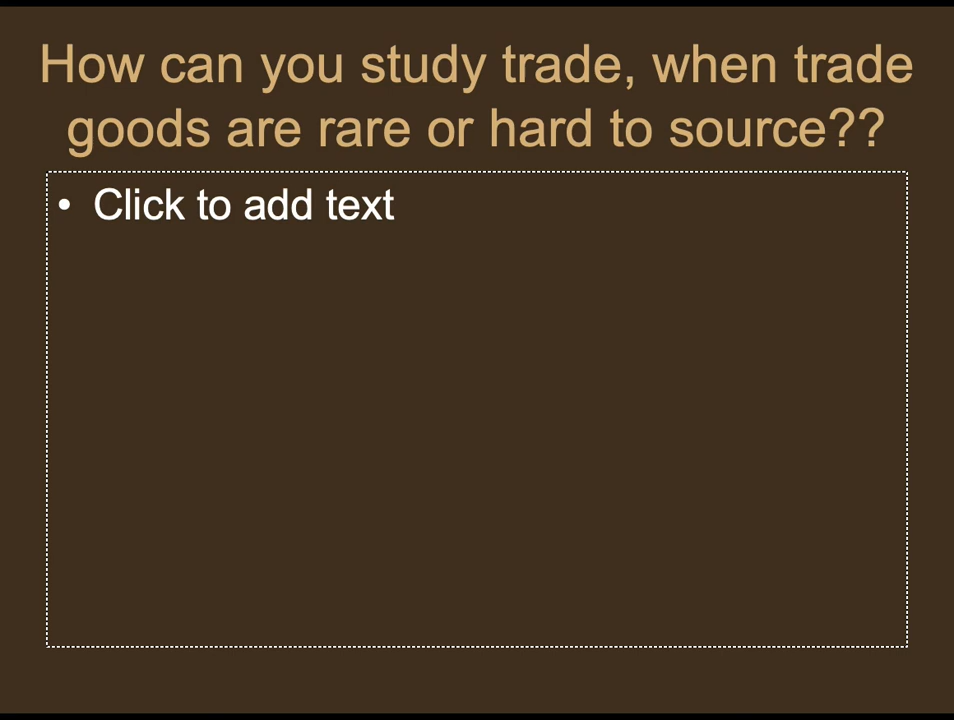 How can you study trade, when trade
goods are rare or hard to source??
• Click to add text